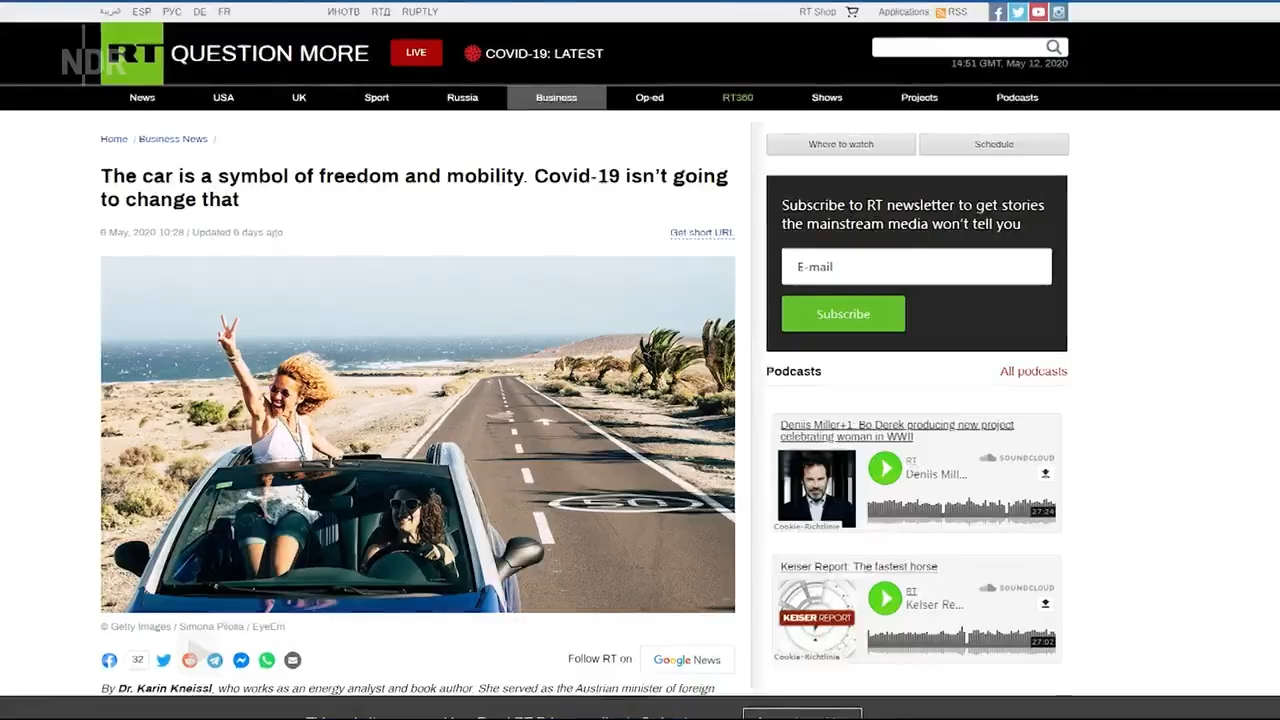 العربية ESP РУС DE FR ИНОТВ РТД RUPTLY RT Shop Applications RSS
NDR
RT QUESTION MORE LIVE COVID-19: LATEST
14:51 GMT, May 12, 2020
News USA UK Sport Russia Business Op-ed RT360 Shows Projects Podcasts
Home / Business News /
Where to watch Schedule
The car is a symbol of freedom and mobility. Covid-19 isn't going
to change that
6 May, 2020 10:28 / Updated 6 days ago
Get short URL
Subscribe to RT newsletter to get stories
the mainstream media won't tell you
E-mail
Subscribe
Podcasts All podcasts
Dennis Miller+1: Bo Derek producing new project
celebrating woman in WWII
RT
SOUNDCLOUD
Dennis Mill...
27:24
Cookie-Richtlinie
Keiser Report: The fastest horse
RT
SOUNDCLOUD
Keiser Re...
KEISER REPORT
27:02
Cookie-Richtlinie
50
© Getty Images / Simona Pilolla / EyeEm
32
Follow RT on Google News
By Dr. Karin Kneissl, who works as an energy analyst and book author. She served as the Austrian minister of foreign